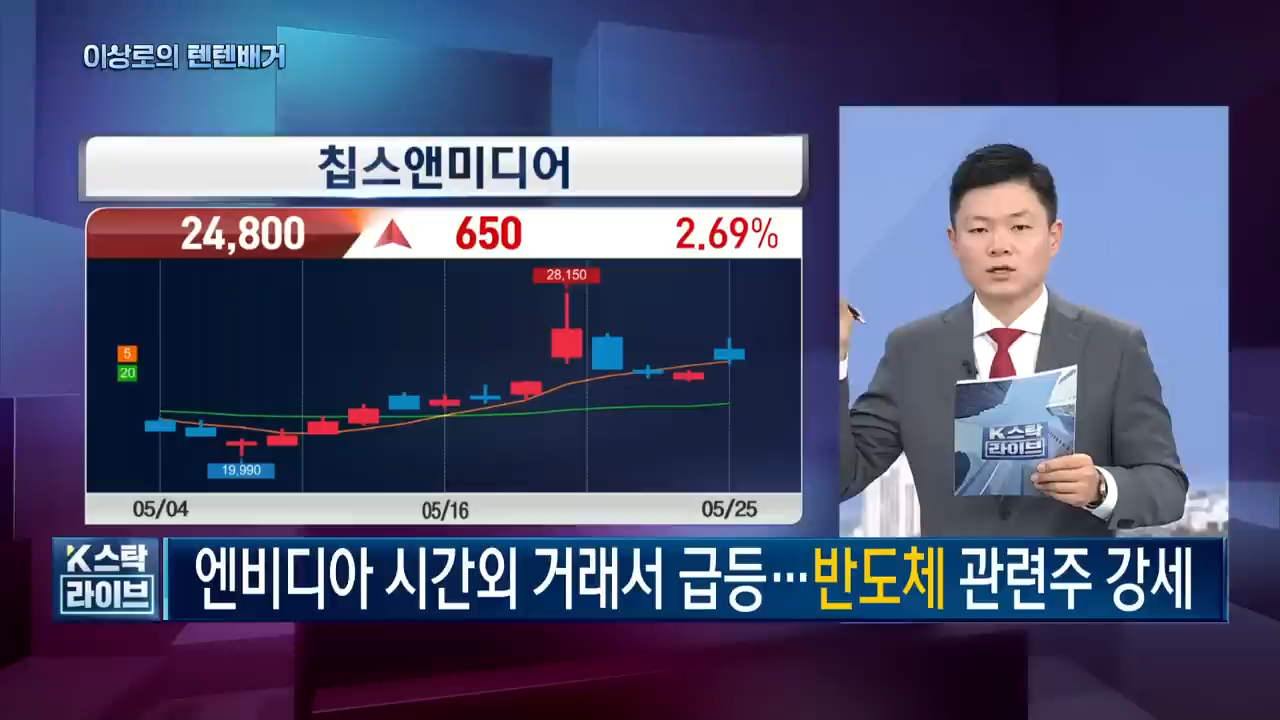 이상로의 텐텐배거
칩스앤미디어
24,800 650 2.69%
28,150
5
20
19,990
05/04 05/16 05/25
K스탁
라이브
K스탁
라이브
엔비디아 시간외 거래서 급등…반도체 관련주 강세